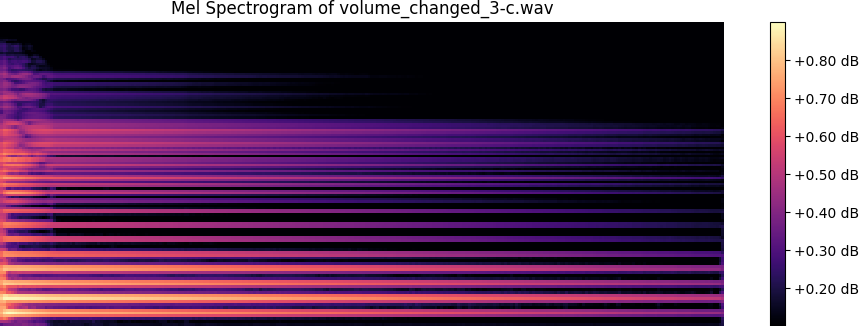 Mel Spectrogram of volume_changed_3-c.wav
+0.80 dB
+0.70 dB
+0.60 dB
+0.50 dB
+0.40 dB
+0.30 dB
+0.20 dB